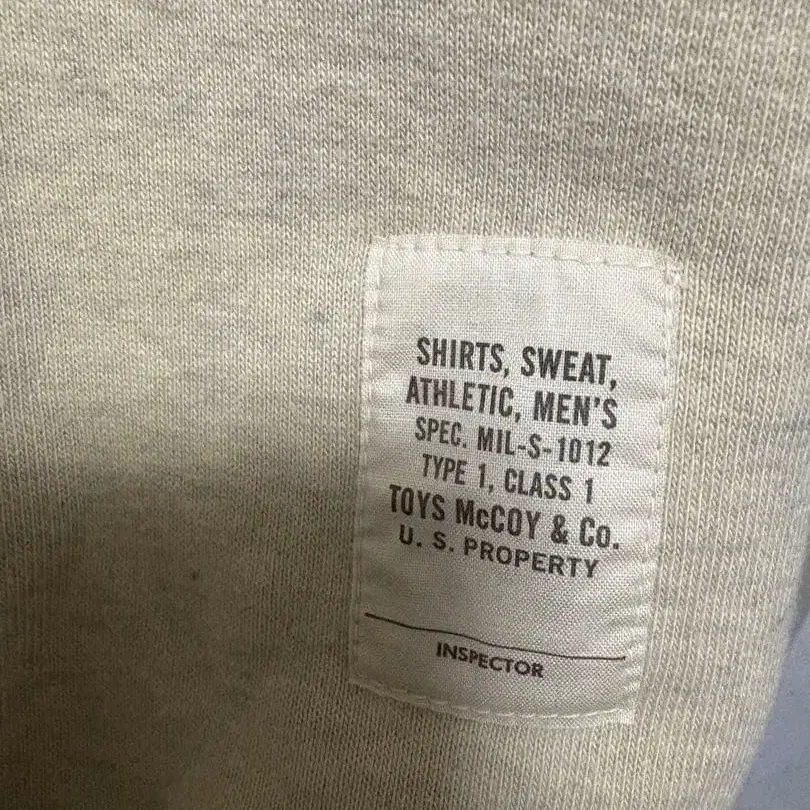 SHIRTS, SWEAT,
ATHLETIC, MEN'S
SPEC. MIL-S-1012
TYPE 1, CLASS 1
TOYS McCOY & Co.
U. S. PROPERTY
INSPECTOR